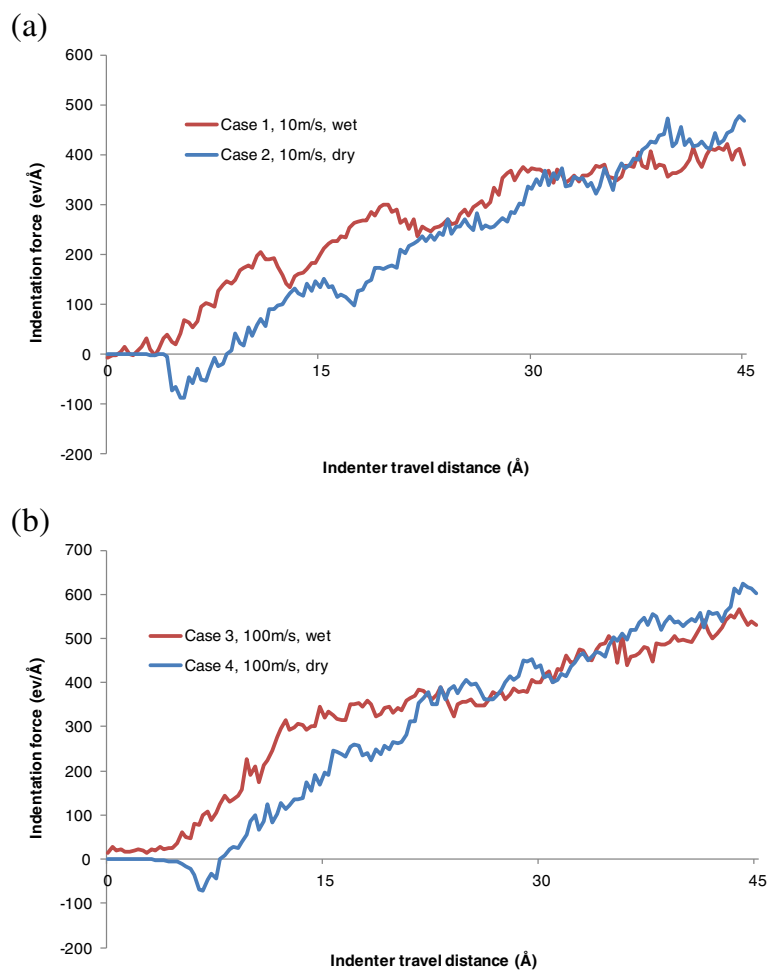 (a)
600
500
400
300
200
100
0
-100
-200
0
15
30
45
Case 1, 10m/s, wet
Case 2, 10m/s, dry
Indentation force (ev/Å)
Indenter travel distance (Å)
(b)
700
600
500
400
300
200
100
0
-100
-200
0
15
30
45
Case 3, 100m/s, wet
Case 4, 100m/s, dry
Indentation force (ev/Å)
Indenter travel distance (Å)